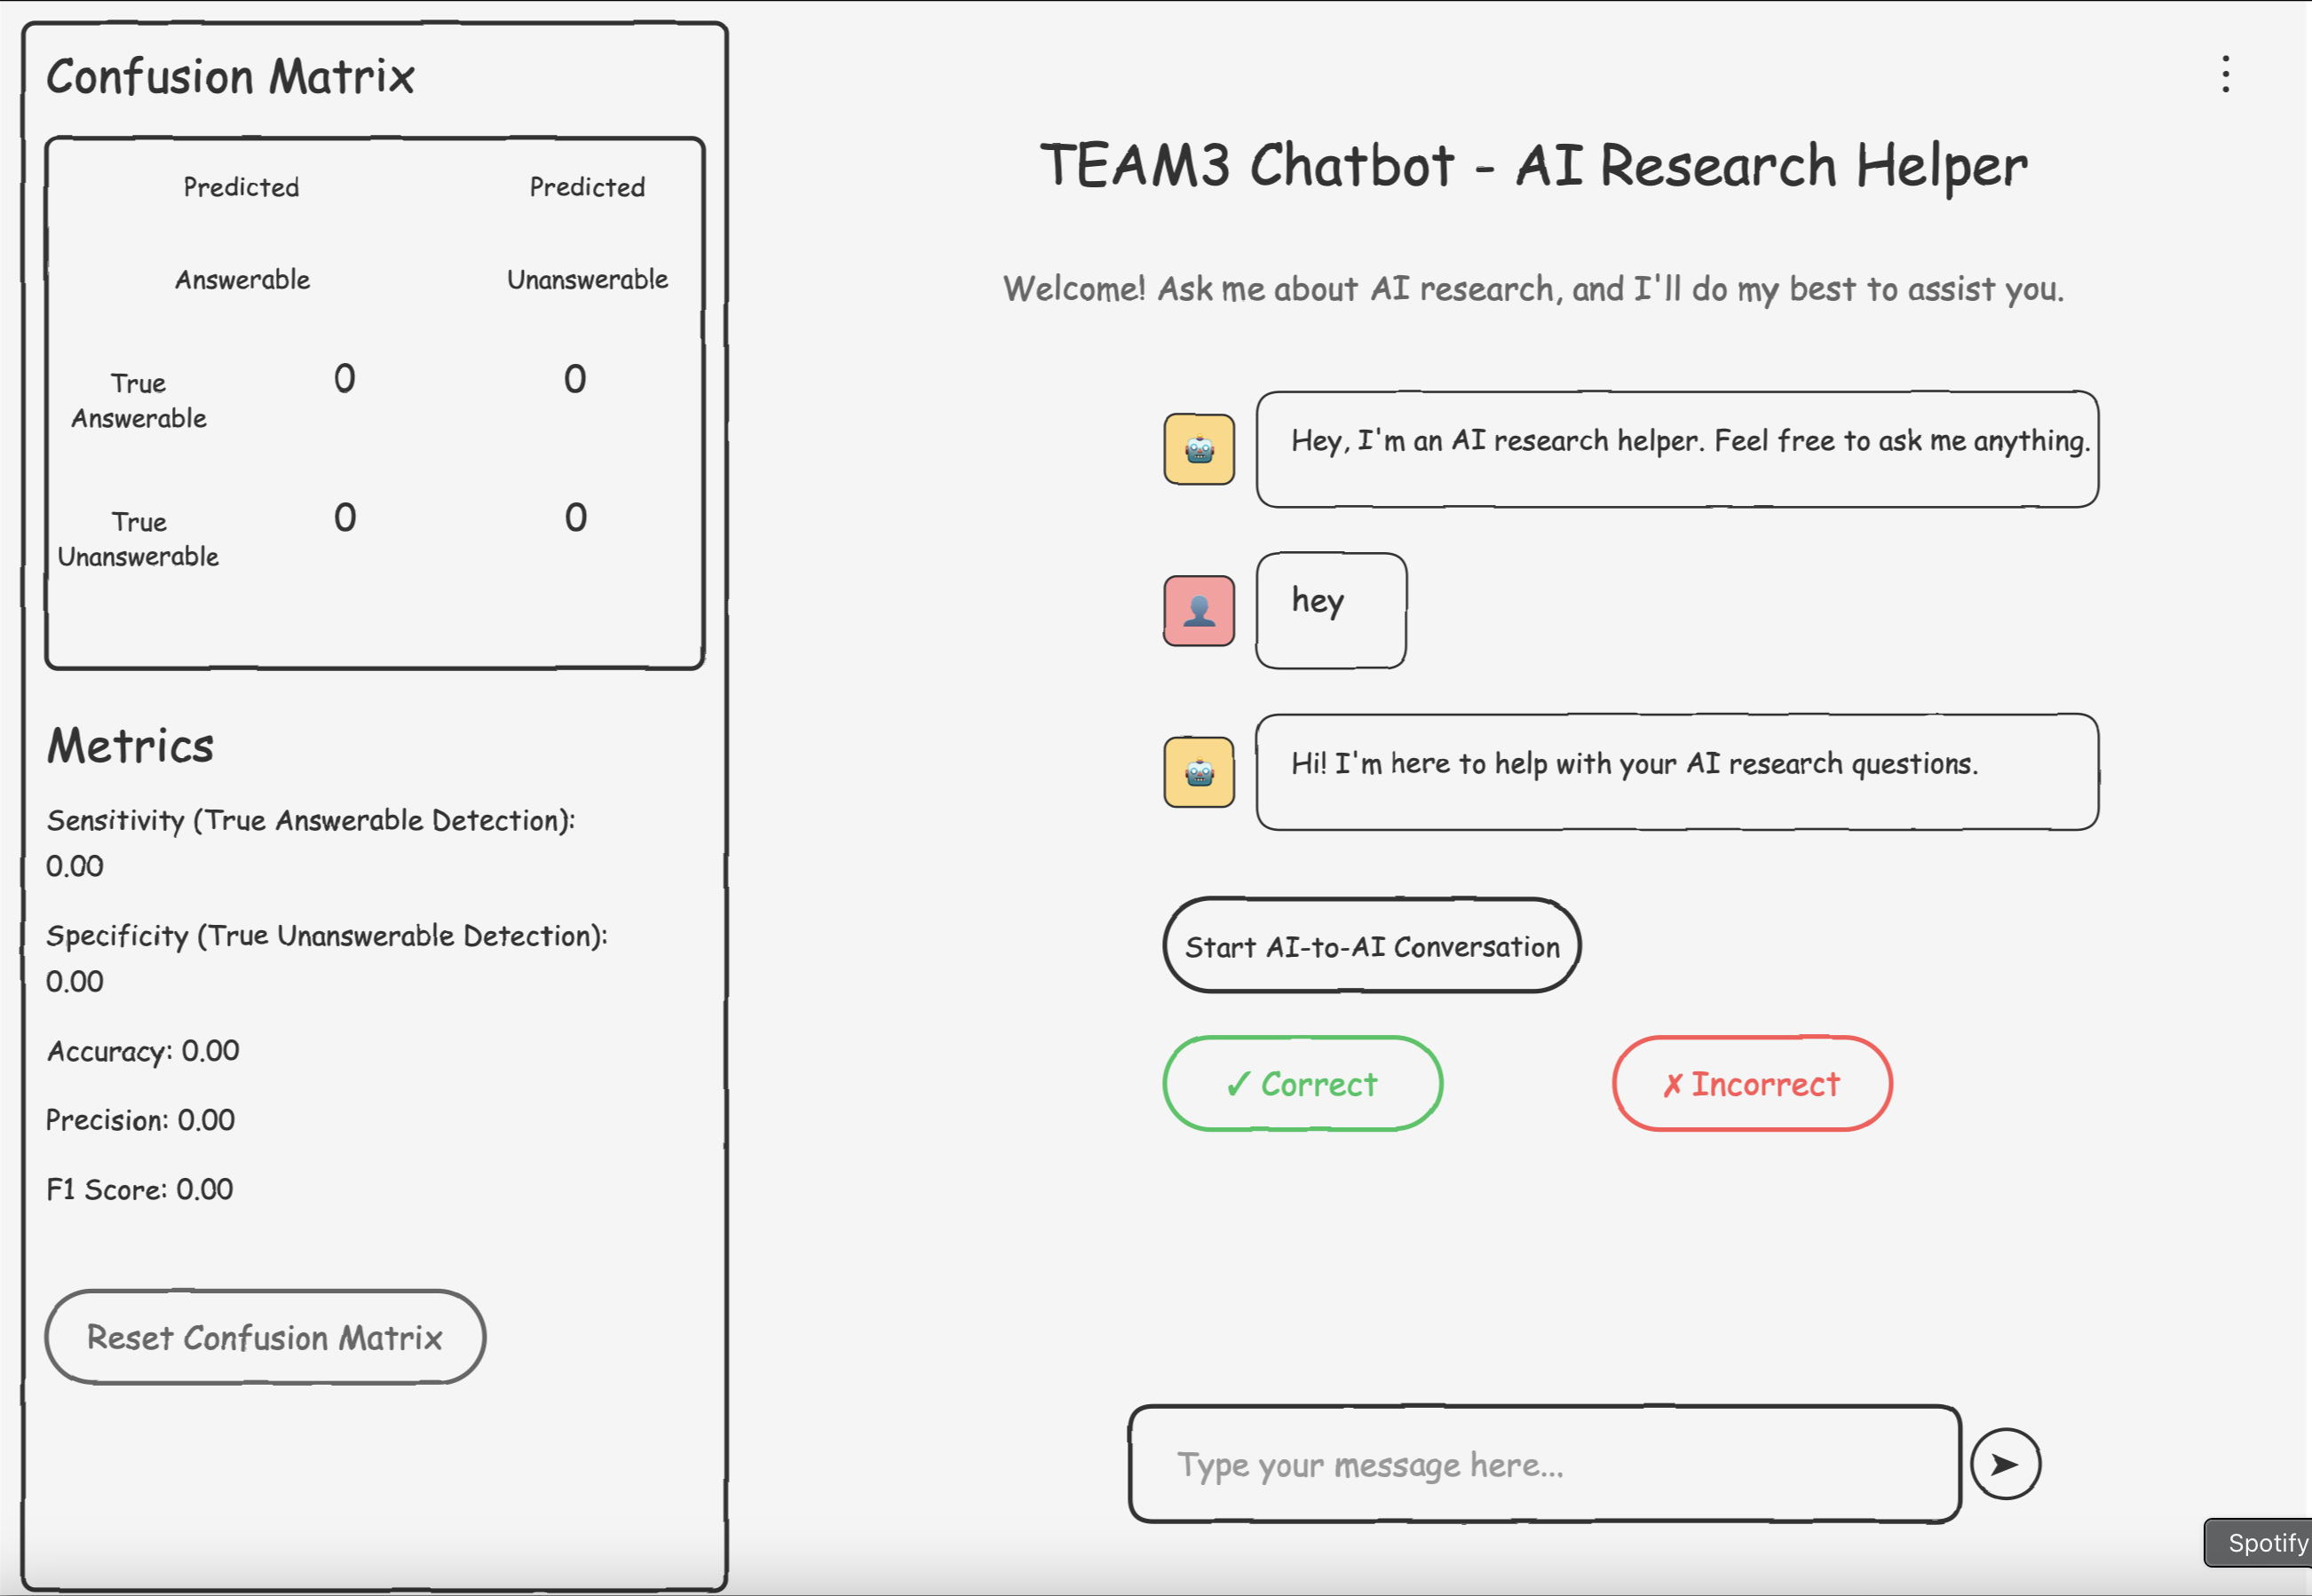 Confusion Matrix
Predicted Predicted
Answerable Unanswerable
True
Answerable
0 0
True
Unanswerable
0 0
Metrics
Sensitivity (True Answerable Detection):
0.00
Specificity (True Unanswerable Detection):
0.00
Accuracy: 0.00
Precision: 0.00
F1 Score: 0.00
Reset Confusion Matrix
TEAM3 Chatbot - AI Research Helper
Welcome! Ask me about AI research, and I'll do my best to assist you.
Hey, I'm an AI research helper. Feel free to ask me anything.
hey
Hi! I'm here to help with your AI research questions.
Start AI-to-AI Conversation
✓ Correct
✗ Incorrect
Type your message here...
Spotify